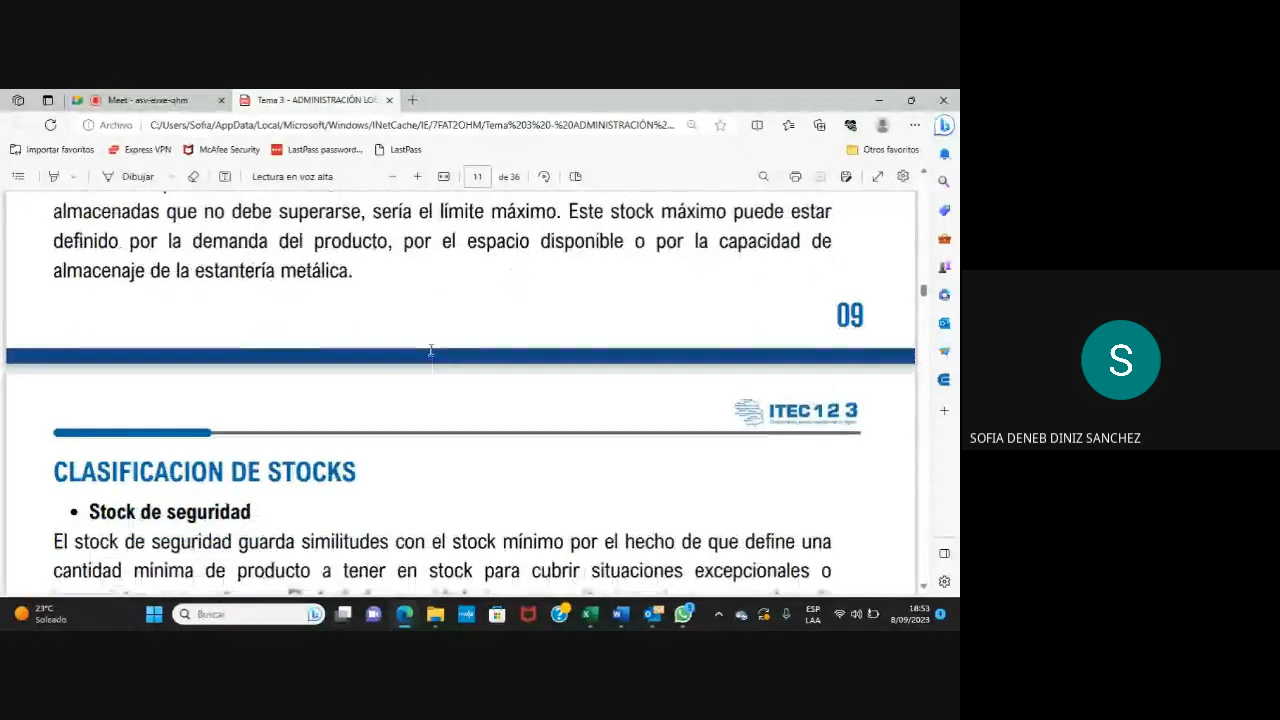 Meet - asv-evxe-qhm
Tema 3 - ADMINISTRACIÓN LO
Archivo
C:/Users/Sofia/AppData/Local/Microsoft/Windows/INetCache/IE/7FAT2OHM/Tema%203%20-%20ADMINISTRACIÓN%2...
Importar favoritos
Express VPN
McAfee Security
LastPass password...
LastPass
Otros favoritos
Dibujar
Lectura en voz alta
11
de 36
almacenadas que no debe superarse, sería el límite máximo. Este stock máximo puede estar
definido por la demanda del producto, por el espacio disponible o por la capacidad de
almacenaje de la estantería metálica.
09
ITEC 1 2 3
CLASIFICACION DE STOCKS
• Stock de seguridad
El stock de seguridad guarda similitudes con el stock mínimo por el hecho de que define una
cantidad mínima de producto a tener en stock para cubrir situaciones excepcionales o
23°C
Soleado
Buscar
ESP
LAA
18:53
8/09/2023
S
SOFIA DENEB DINIZ SANCHEZ